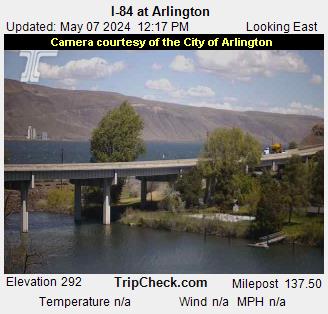 I-84 at Arlington
Updated: May 07 2024 12:17 PM Looking East
Camera courtesy of the City of Arlington
Elevation 292 TripCheck.com Milepost 137.50
Temperature n/a Wind n/a MPH n/a